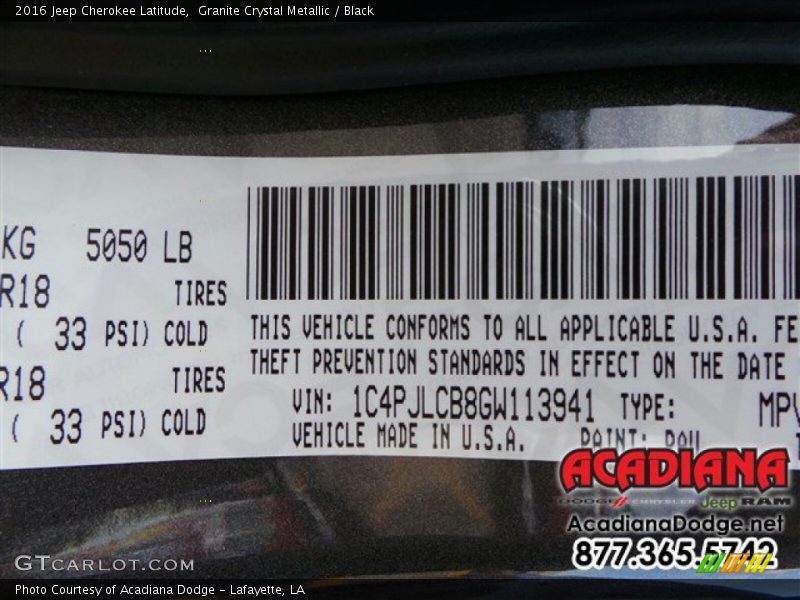 2016 Jeep Cherokee Latitude,  Granite Crystal Metallic / Black
KG 5050 LB
R18 TIRES
( 33 PSI) COLD
R18 TIRES
( 33 PSI) COLD
THIS VEHICLE CONFORMS TO ALL APPLICABLE U.S.A. FE
THEFT PREVENTION STANDARDS IN EFFECT ON THE DATE
VIN: 1C4PJLCB8GW113941 TYPE: MPV
VEHICLE MADE IN U.S.A. PAINT: PAU
ACADIANA
DODGE CHRYSLER Jeep RAM
AcadianaDodge.net
877.365.5742
GTCARLOT.COM
Photo Courtesy of Acadiana Dodge - Lafayette, LA